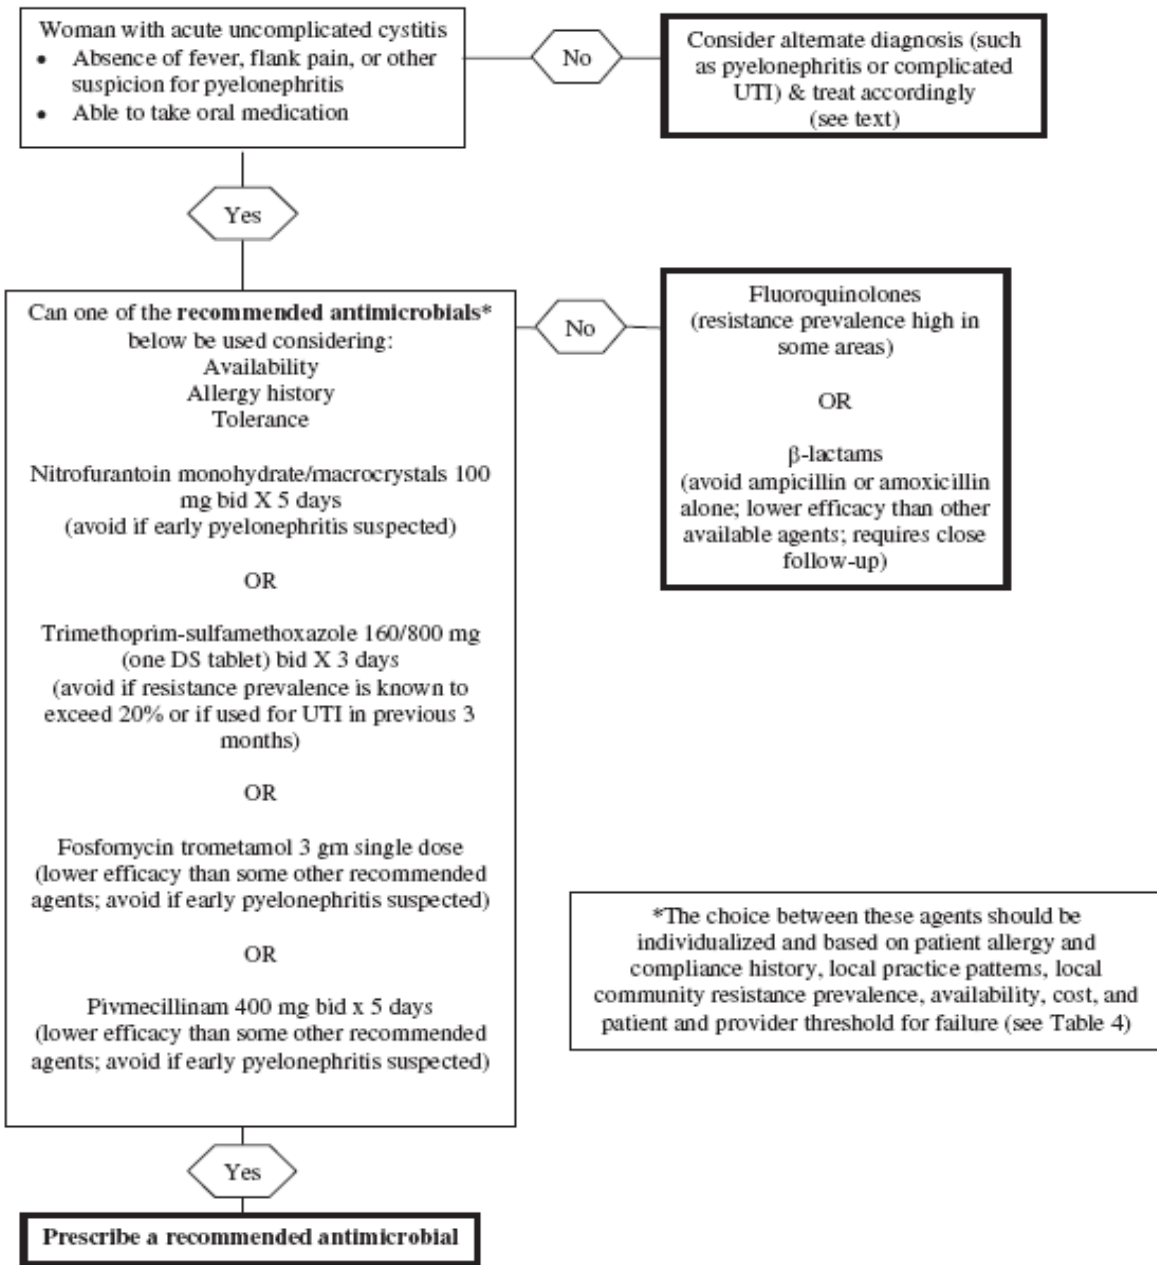 Woman with acute uncomplicated cystitis
• Absence of fever, flank pain, or other
suspicion for pyelonephritis
• Able to take oral medication
No
Consider alternate diagnosis (such
as pyelonephritis or complicated
UTI) & treat accordingly
(see text)
Yes
Can one of the recommended antimicrobials*
below be used considering:
Availability
Allergy history
Tolerance
Nitrofurantoin monohydrate/macrocrystals 100
mg bid X 5 days
(avoid if early pyelonephritis suspected)
OR
Trimethoprim-sulfamethoxazole 160/800 mg
(one DS tablet) bid X 3 days
(avoid if resistance prevalence is known to
exceed 20% or if used for UTI in previous 3
months)
OR
Fosfomycin trometamol 3 gm single dose
(lower efficacy than some other recommended
agents; avoid if early pyelonephritis suspected)
OR
Pivmecillinam 400 mg bid x 5 days
(lower efficacy than some other recommended
agents; avoid if early pyelonephritis suspected)
No
Fluoroquinolones
(resistance prevalence high in
some areas)
OR
β-lactams
(avoid ampicillin or amoxicillin
alone; lower efficacy than other
available agents; requires close
follow-up)
*The choice between these agents should be
individualized and based on patient allergy and
compliance history, local practice patterns, local
community resistance prevalence, availability, cost, and
patient and provider threshold for failure (see Table 4)
Yes
Prescribe a recommended antimicrobial